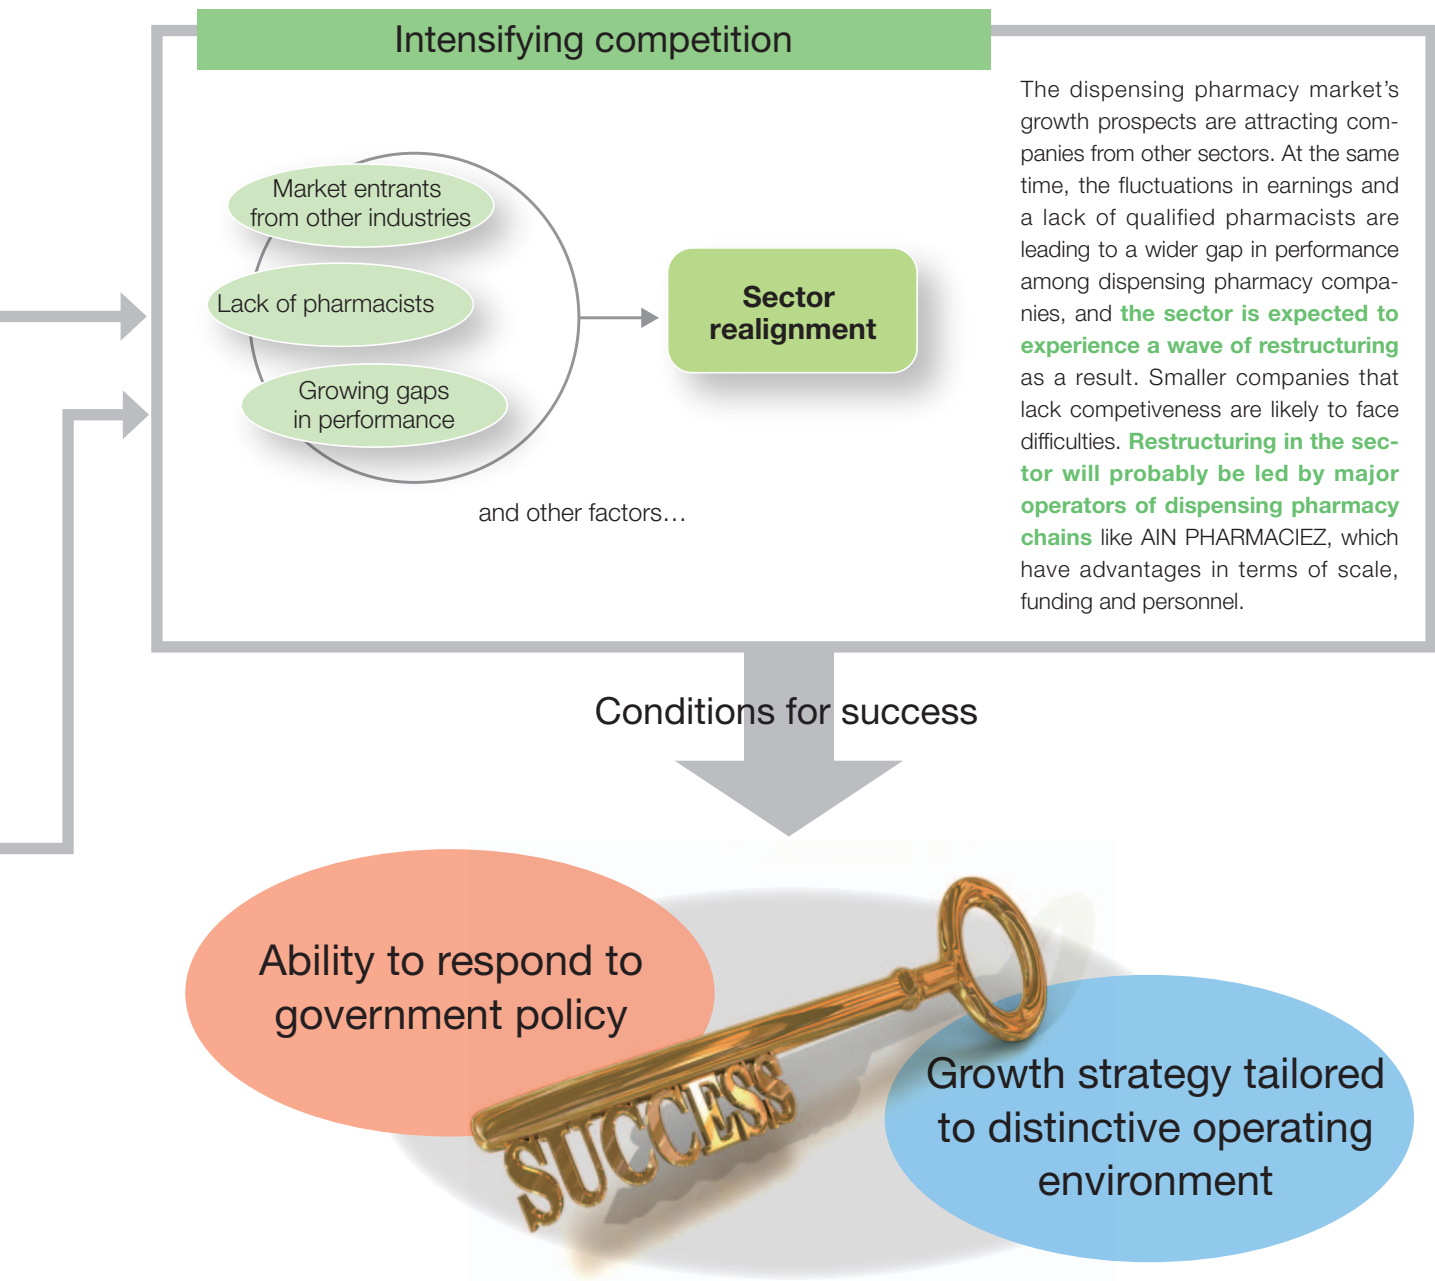 Intensifying competition
Market entrants
from other industries
Lack of pharmacists
Growing gaps
in performance
and other factors…
Sector
realignment
The dispensing pharmacy market’s
growth prospects are attracting com-
panies from other sectors. At the same
time, the fluctuations in earnings and
a lack of qualified pharmacists are
leading to a wider gap in performance
among dispensing pharmacy compa-
nies, and the sector is expected to
experience a wave of restructuring
as a result. Smaller companies that
lack competiveness are likely to face
difficulties. Restructuring in the sec-
tor will probably be led by major
operators of dispensing pharmacy
chains like AIN PHARMACIEZ, which
have advantages in terms of scale,
funding and personnel.
Conditions for success
Ability to respond to
government policy
SUCCESS
Growth strategy tailored
to distinctive operating
environment